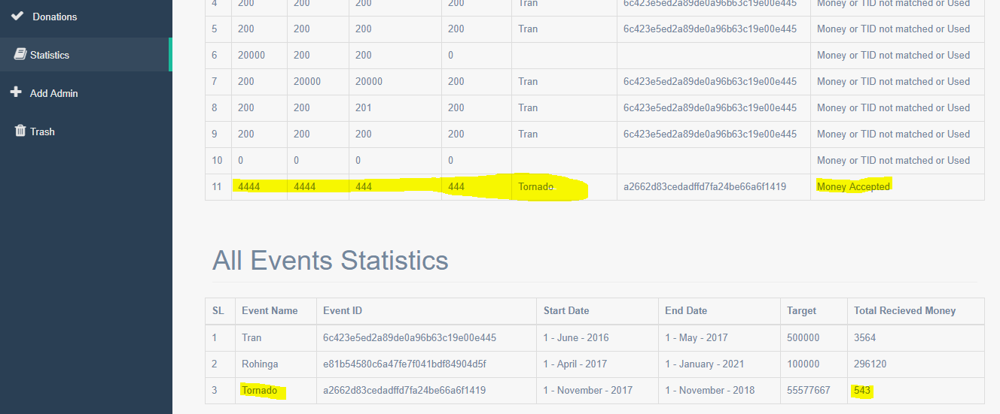 Donations
Statistics
Add Admin
Trash
4 200 200 200 200 Tran 6c423e5ed2a89de0a96b63c19e00e445 Money or TID not matched or Used
5 200 200 200 200 Tran 6c423e5ed2a89de0a96b63c19e00e445 Money or TID not matched or Used
6 20000 200 200 0 Money or TID not matched or Used
7 200 20000 20000 200 Tran 6c423e5ed2a89de0a96b63c19e00e445 Money or TID not matched or Used
8 200 200 201 200 Tran 6c423e5ed2a89de0a96b63c19e00e445 Money or TID not matched or Used
9 200 200 200 200 Tran 6c423e5ed2a89de0a96b63c19e00e445 Money or TID not matched or Used
10 0 0 0 0 Money or TID not matched or Used
11 4444 4444 444 444 Tornado a2662d83cedadffd7fa24be66a6f1419 Money Accepted
All Events Statistics
SL Event Name Event ID Start Date End Date Target Total Recieved Money
1 Tran 6c423e5ed2a89de0a96b63c19e00e445 1 - June - 2016 1 - May - 2017 500000 3564
2 Rohinga e81b54580c6a47fe7f041bdf84904d5f 1 - April - 2017 1 - January - 2021 100000 296120
3 Tornado a2662d83cedadffd7fa24be66a6f1419 1 - November - 2017 1 - November - 2018 55577667 543